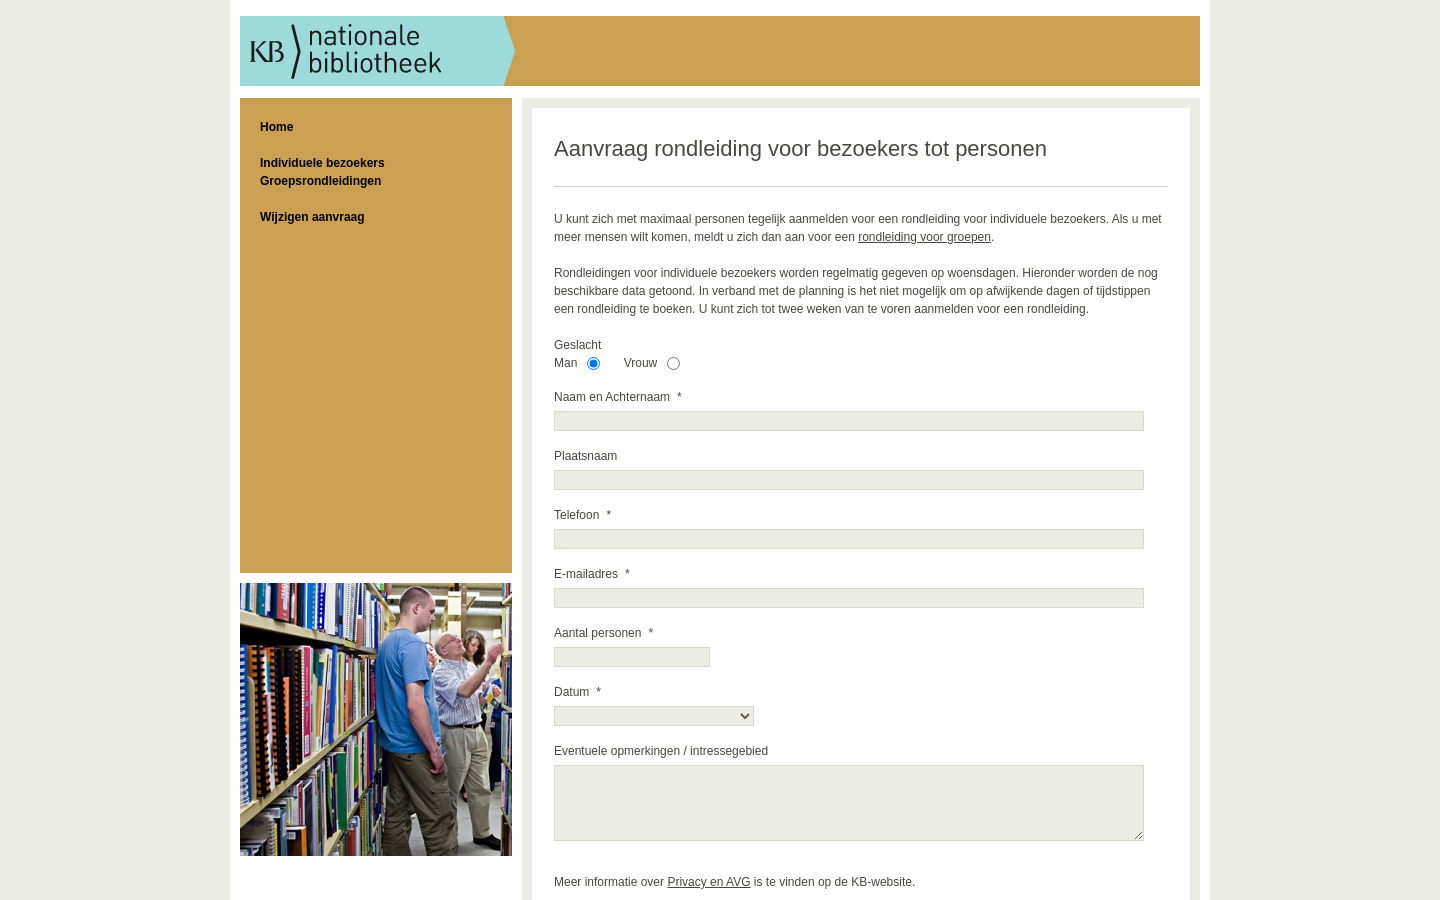 KB nationale
bibliotheek
Home
Individuele bezoekers
Groepsrondleidingen
Wijzigen aanvraag
Aanvraag rondleiding voor bezoekers tot personen
U kunt zich met maximaal personen tegelijk aanmelden voor een rondleiding voor individuele bezoekers. Als u met
meer mensen wilt komen, meldt u zich dan aan voor een rondleiding voor groepen.
Rondleidingen voor individuele bezoekers worden regelmatig gegeven op woensdagen. Hieronder worden de nog
beschikbare data getoond. In verband met de planning is het niet mogelijk om op afwijkende dagen of tijdstippen
een rondleiding te boeken. U kunt zich tot twee weken van te voren aanmelden voor een rondleiding.
Geslacht
Man Vrouw
Naam en Achternaam *
Plaatsnaam
Telefoon *
E-mailadres *
Aantal personen *
Datum *
Eventuele opmerkingen / intressegebied
Meer informatie over Privacy en AVG is te vinden op de KB-website.